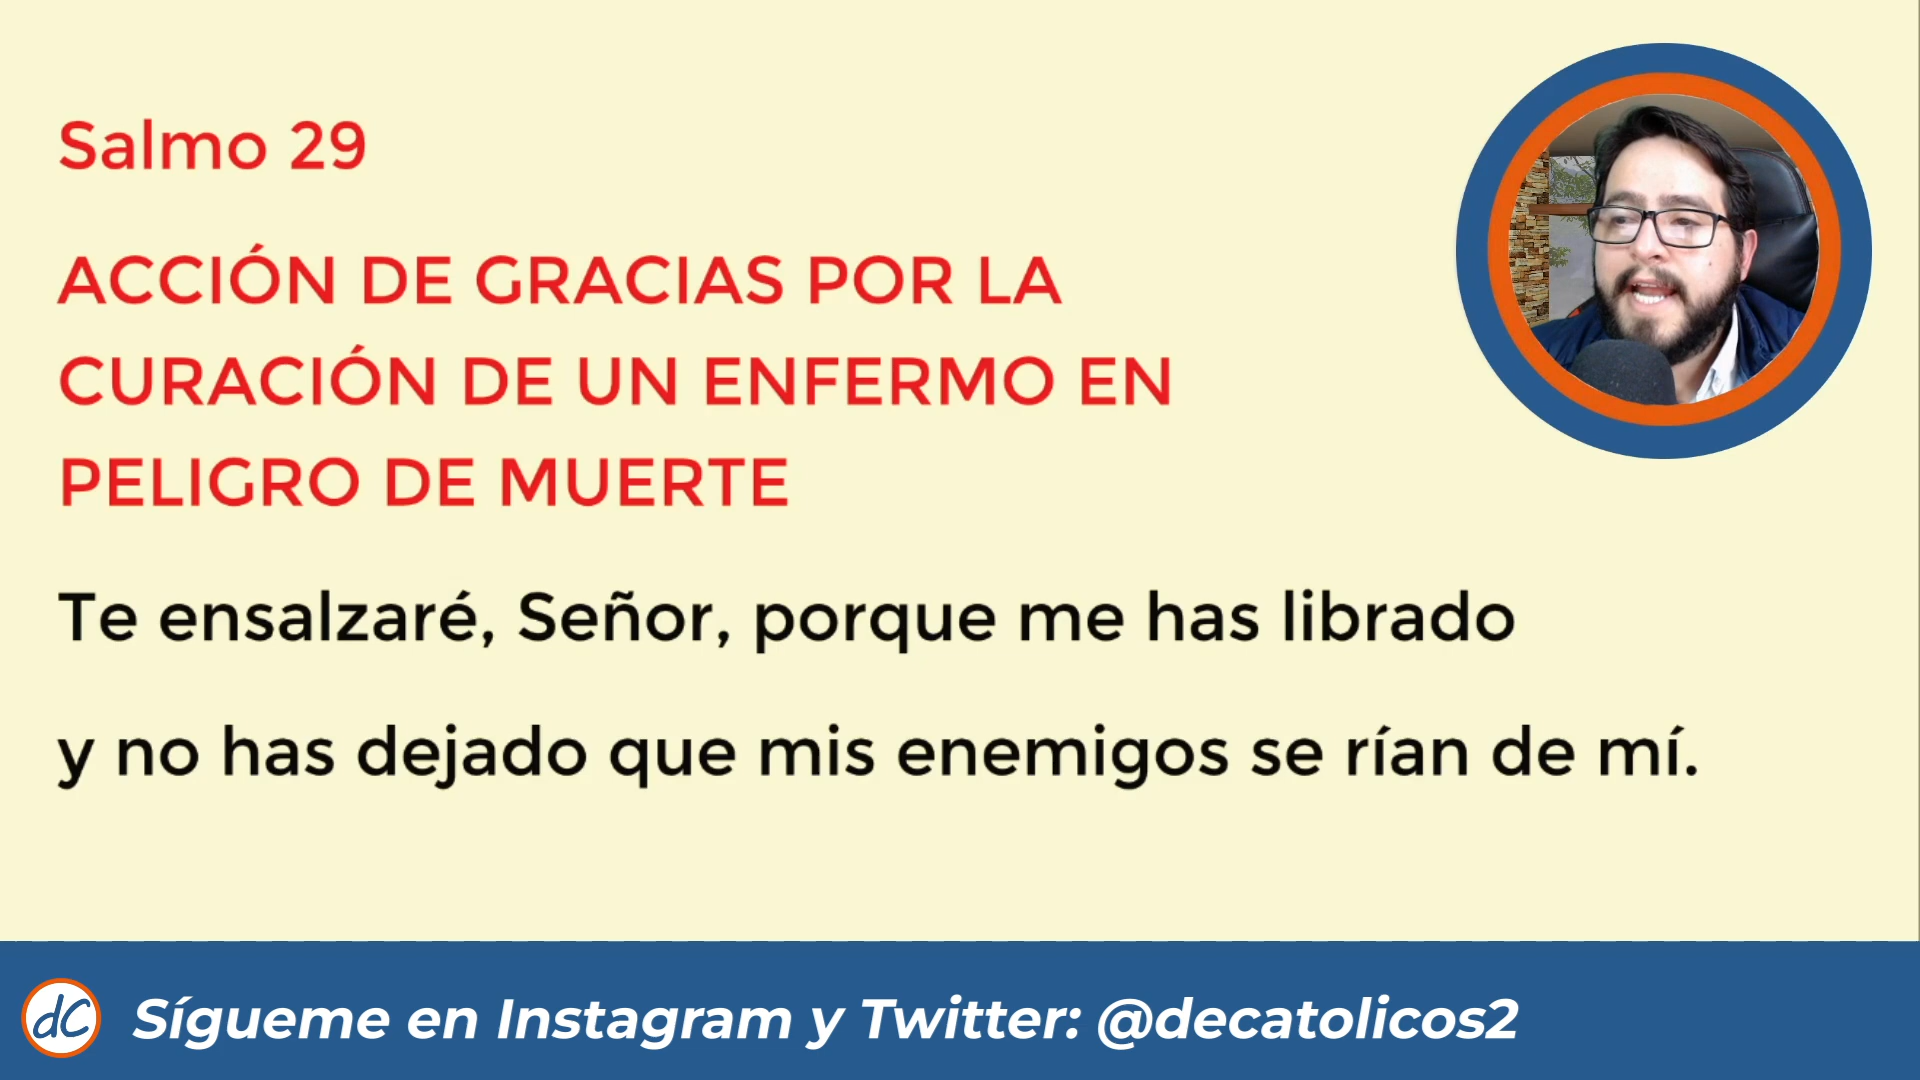 Salmo 29
ACCIÓN DE GRACIAS POR LA
CURACIÓN DE UN ENFERMO EN
PELIGRO DE MUERTE
Te ensalzaré, Señor, porque me has librado
y no has dejado que mis enemigos se rían de mí.
dC Sígueme en Instagram y Twitter: @decatolicos2